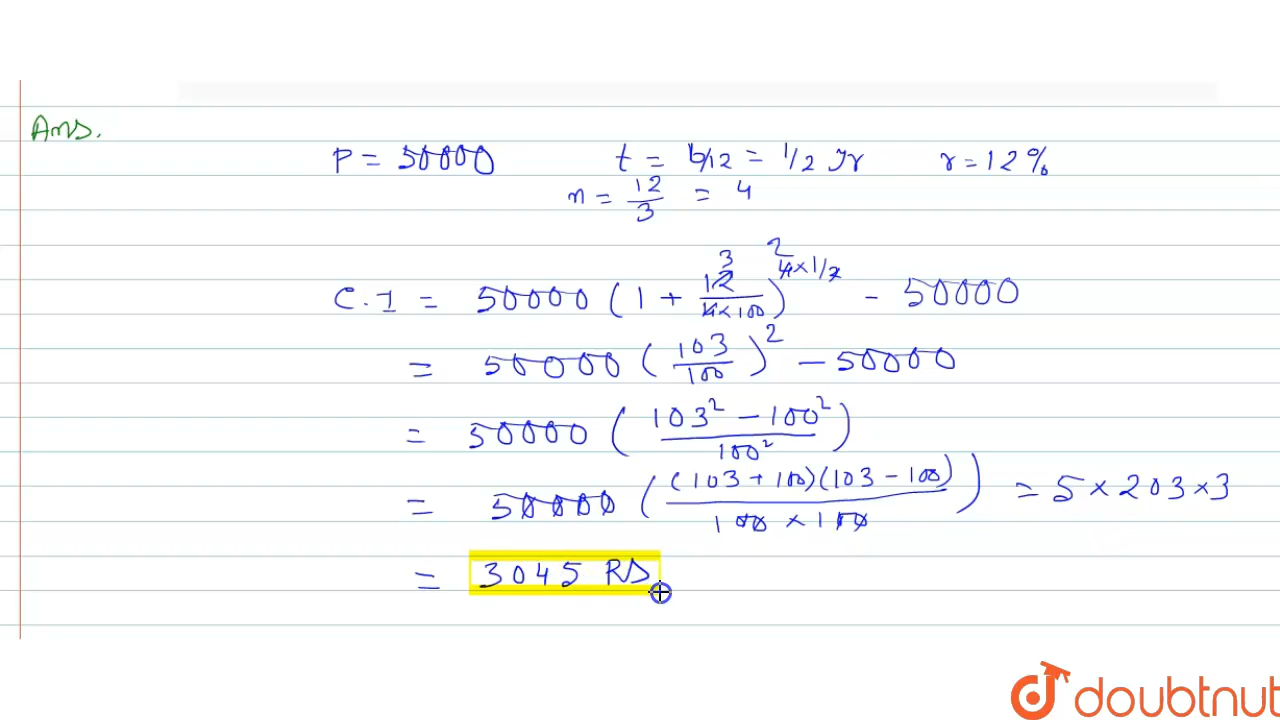 Ans.
P = 50000 t = 6/12 = 1/2 Yr r = 12%
n = 12/3 = 4
C.I = 50000 (1 + 12/4×100)^4×1/2 - 50000
3 2
= 50000 (103/100)^2 - 50000
= 50000 (103^2 - 100^2/100^2)
= 50000 ((103 + 100)(103 - 100)/100 × 100) = 5 × 203 × 3
= 3045 RS
doubtnut